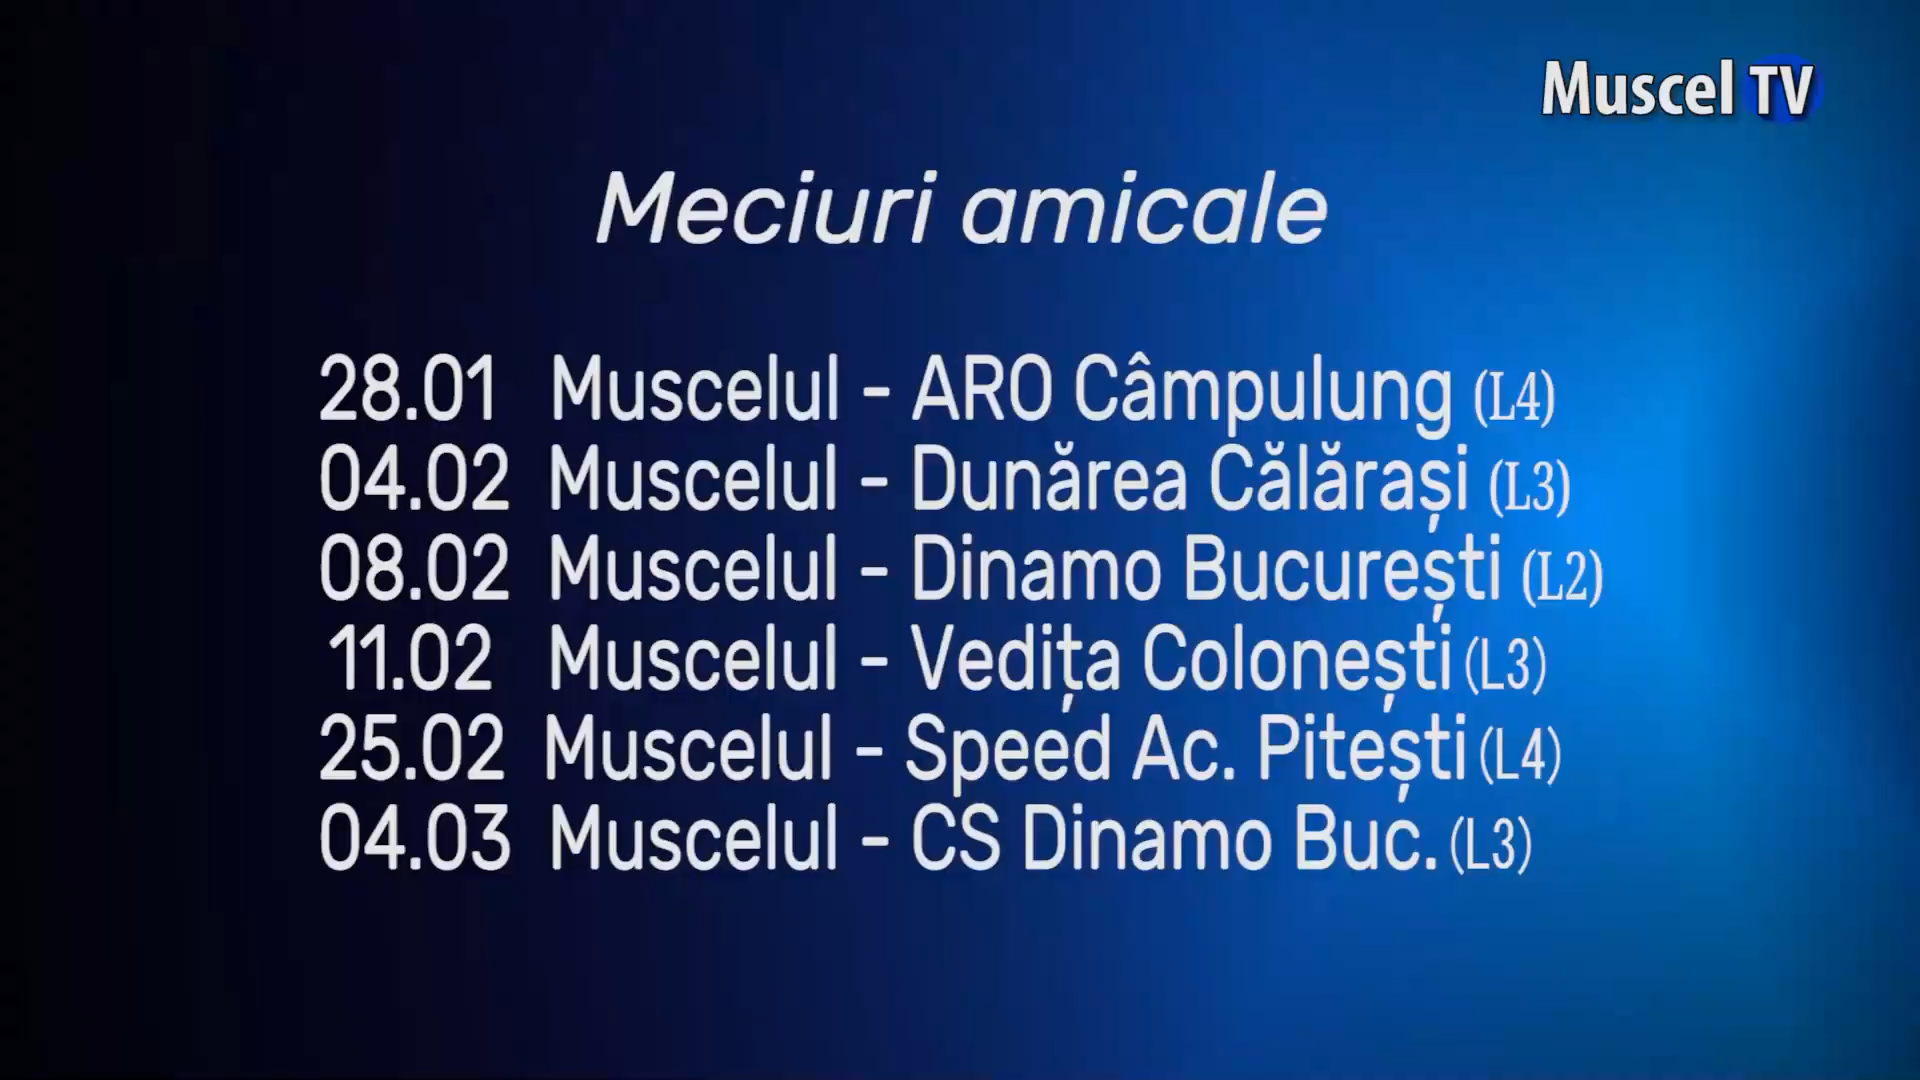 Muscel TV
Meciuri amicale
28.01 Muscelul - ARO Câmpulung (L4)
04.02 Muscelul - Dunărea Călărași (L3)
08.02 Muscelul - Dinamo București (L2)
11.02 Muscelul - Vedița Colonești (L3)
25.02 Muscelul - Speed Ac. Pitești (L4)
04.03 Muscelul - CS Dinamo Buc. (L3)